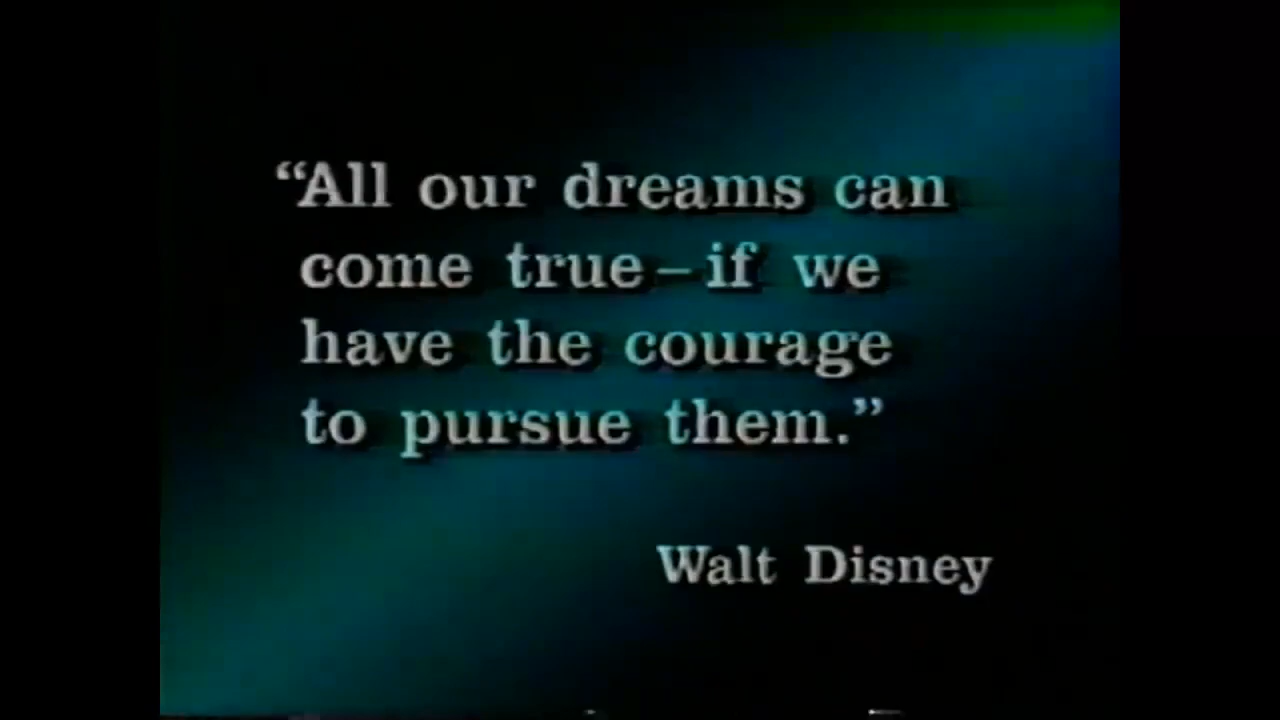 “All our dreams can
come true – if we
have the courage
to pursue them.”
Walt Disney